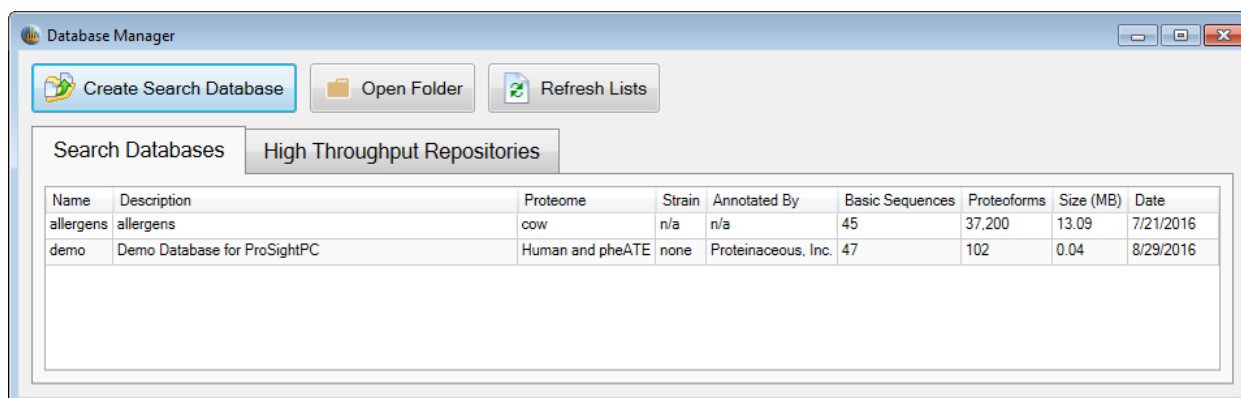 Database Manager
Create Search Database Open Folder Refresh Lists
Search Databases High Throughput Repositories
Name Description Proteome Strain Annotated By Basic Sequences Proteoforms Size (MB) Date
allergens allergens cow n/a n/a 45 37,200 13.09 7/21/2016
demo Demo Database for ProSightPC Human and pheATE none Proteinaceous, Inc. 47 102 0.04 8/29/2016